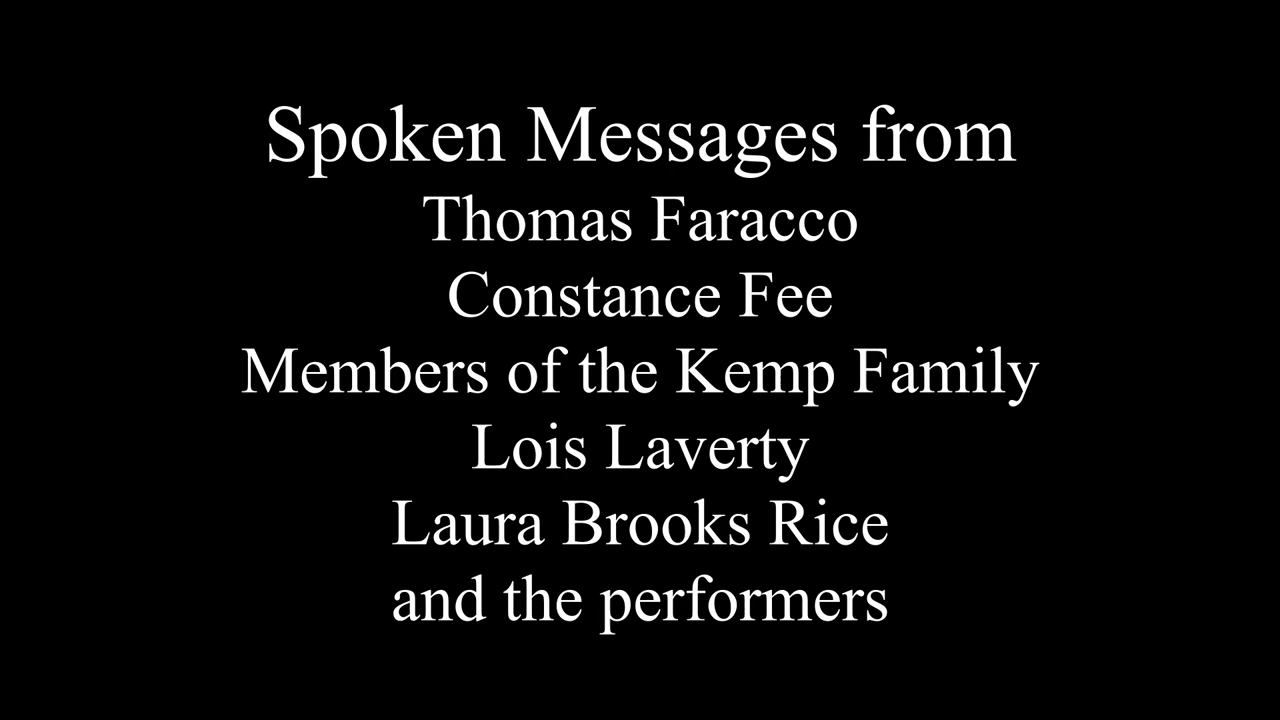 Spoken Messages from
Thomas Faracco
Constance Fee
Members of the Kemp Family
Lois Laverty
Laura Brooks Rice
and the performers